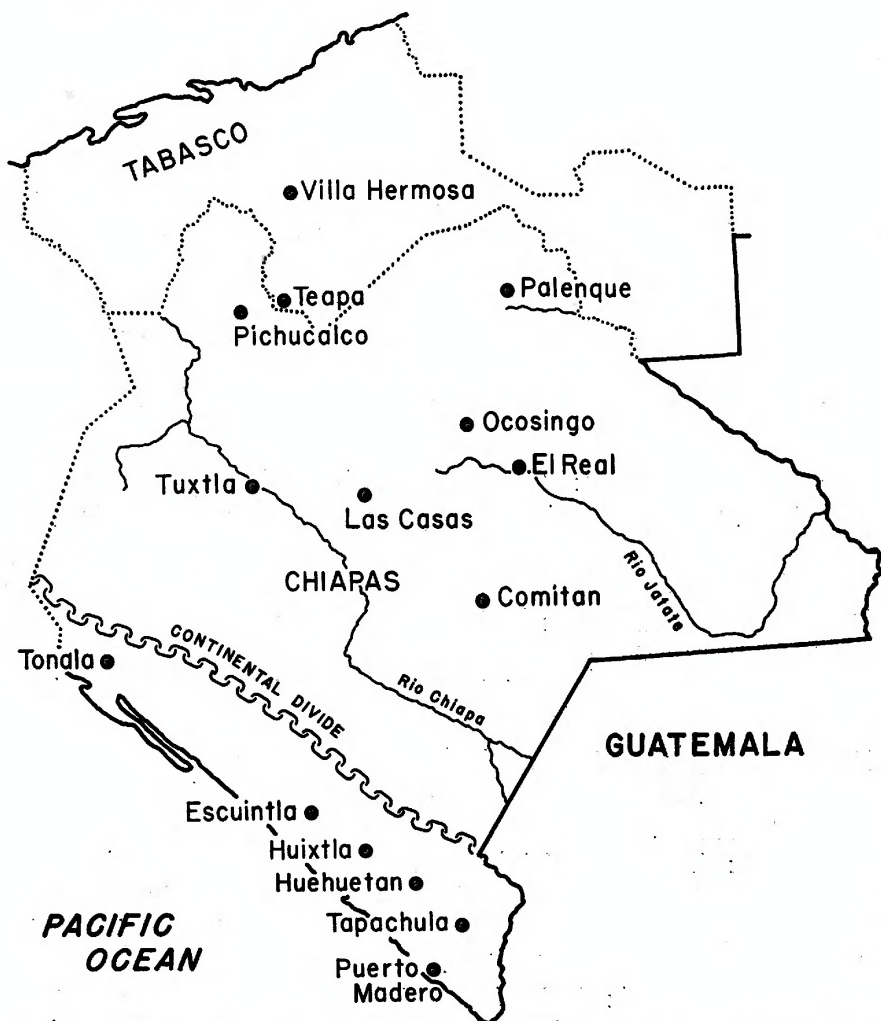 TABASCO
Villa Hermosa
Teapa
Palenque
Pichucalco
Ocosingo
El Real
Tuxtla
Las Casas
CHIAPAS
Comitan
Rio Jatate
CONTINENTAL DIVIDE
Tonala
Rio Chiapa
GUATEMALA
Escuintla
Huixtla
Huehuetan
PACIFIC
OCEAN
Tapachula
Puerto
Madero